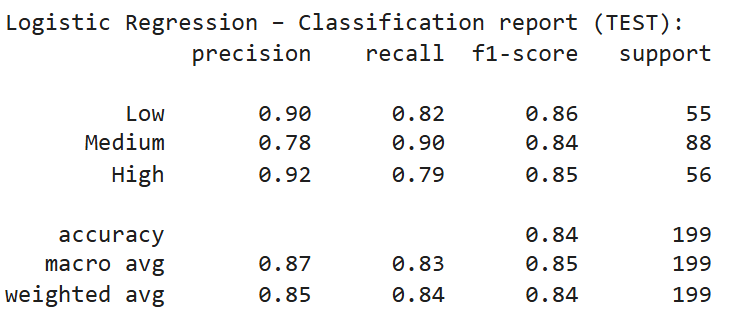 Logistic Regression – Classification report (TEST):
precision recall f1-score support
Low 0.90 0.82 0.86 55
Medium 0.78 0.90 0.84 88
High 0.92 0.79 0.85 56
accuracy 0.84 199
macro avg 0.87 0.83 0.85 199
weighted avg 0.85 0.84 0.84 199